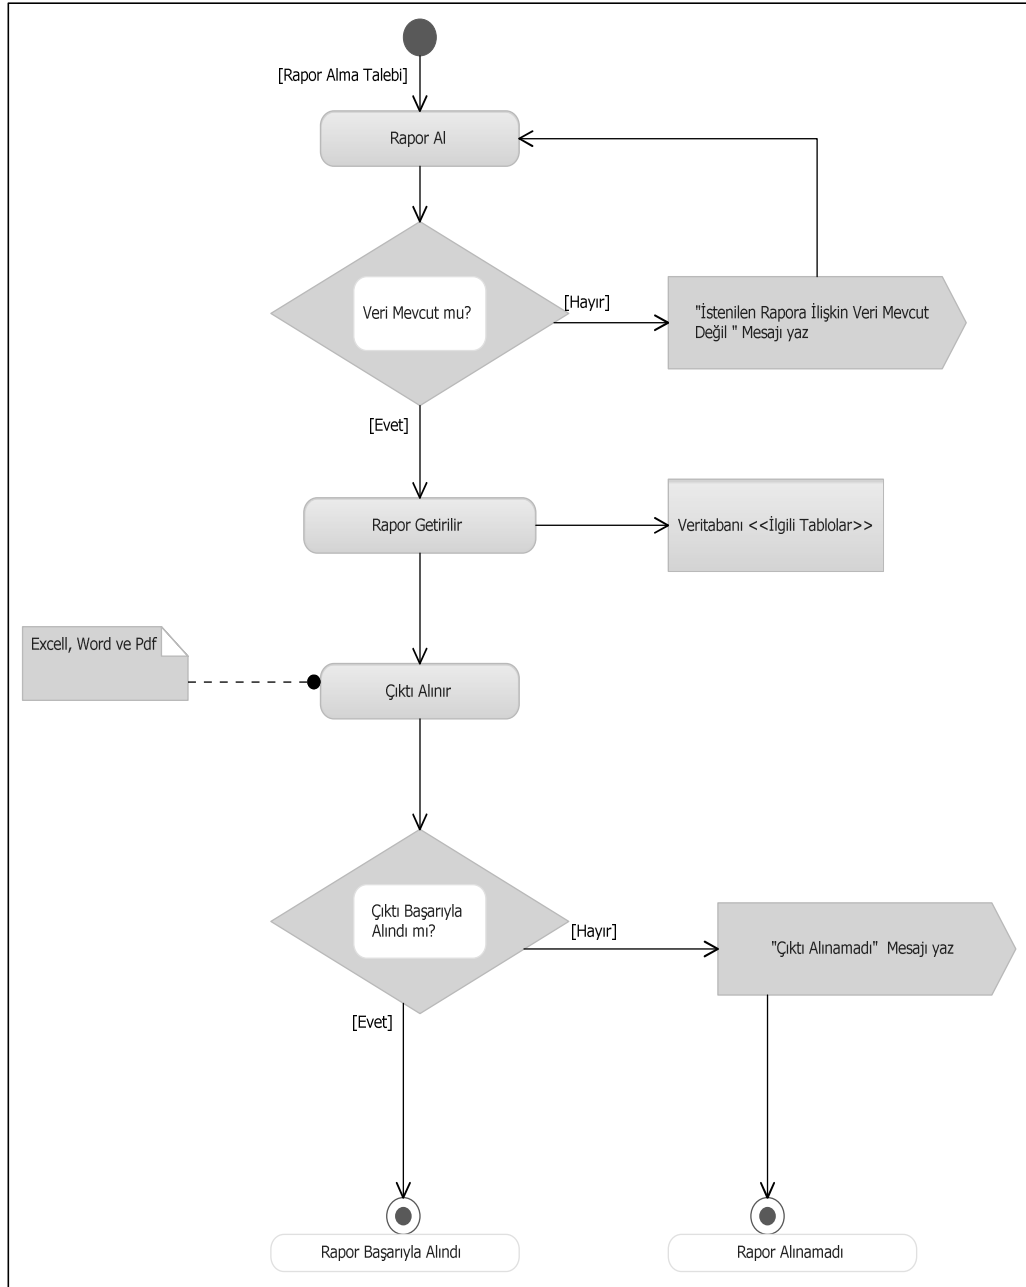 [Rapor Alma Talebi]
Rapor Al
Veri Mevcut mu?
[Hayır]
"İstenilen Rapora İlişkin Veri Mevcut
Değil " Mesajı yaz
[Evet]
Rapor Getirilir
Veritabanı <<İlgili Tablolar>>
Excell, Word ve Pdf
Çıktı Alınır
Çıktı Başarıyla
Alındı mı?
[Hayır]
"Çıktı Alınamadı"  Mesajı yaz
[Evet]
Rapor Başarıyla Alındı
Rapor Alınamadı